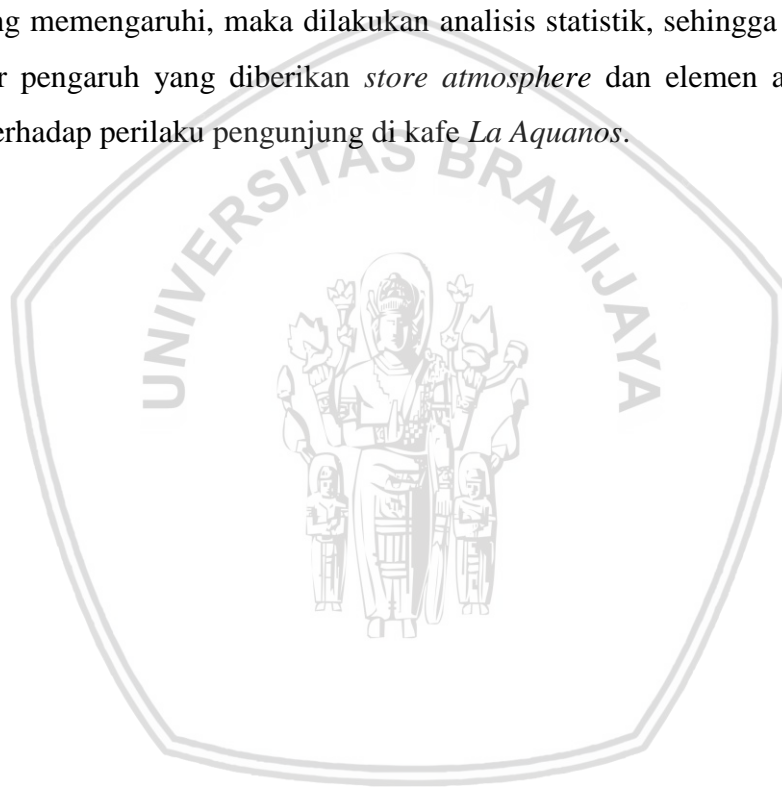 ng memengaruhi, maka dilakukan analisis statistik, sehingga
r pengaruh yang diberikan store atmosphere dan elemen a
erhadap perilaku pengunjung di kafe La Aquanos.
UNIVERSITAS BRAWIJAYA